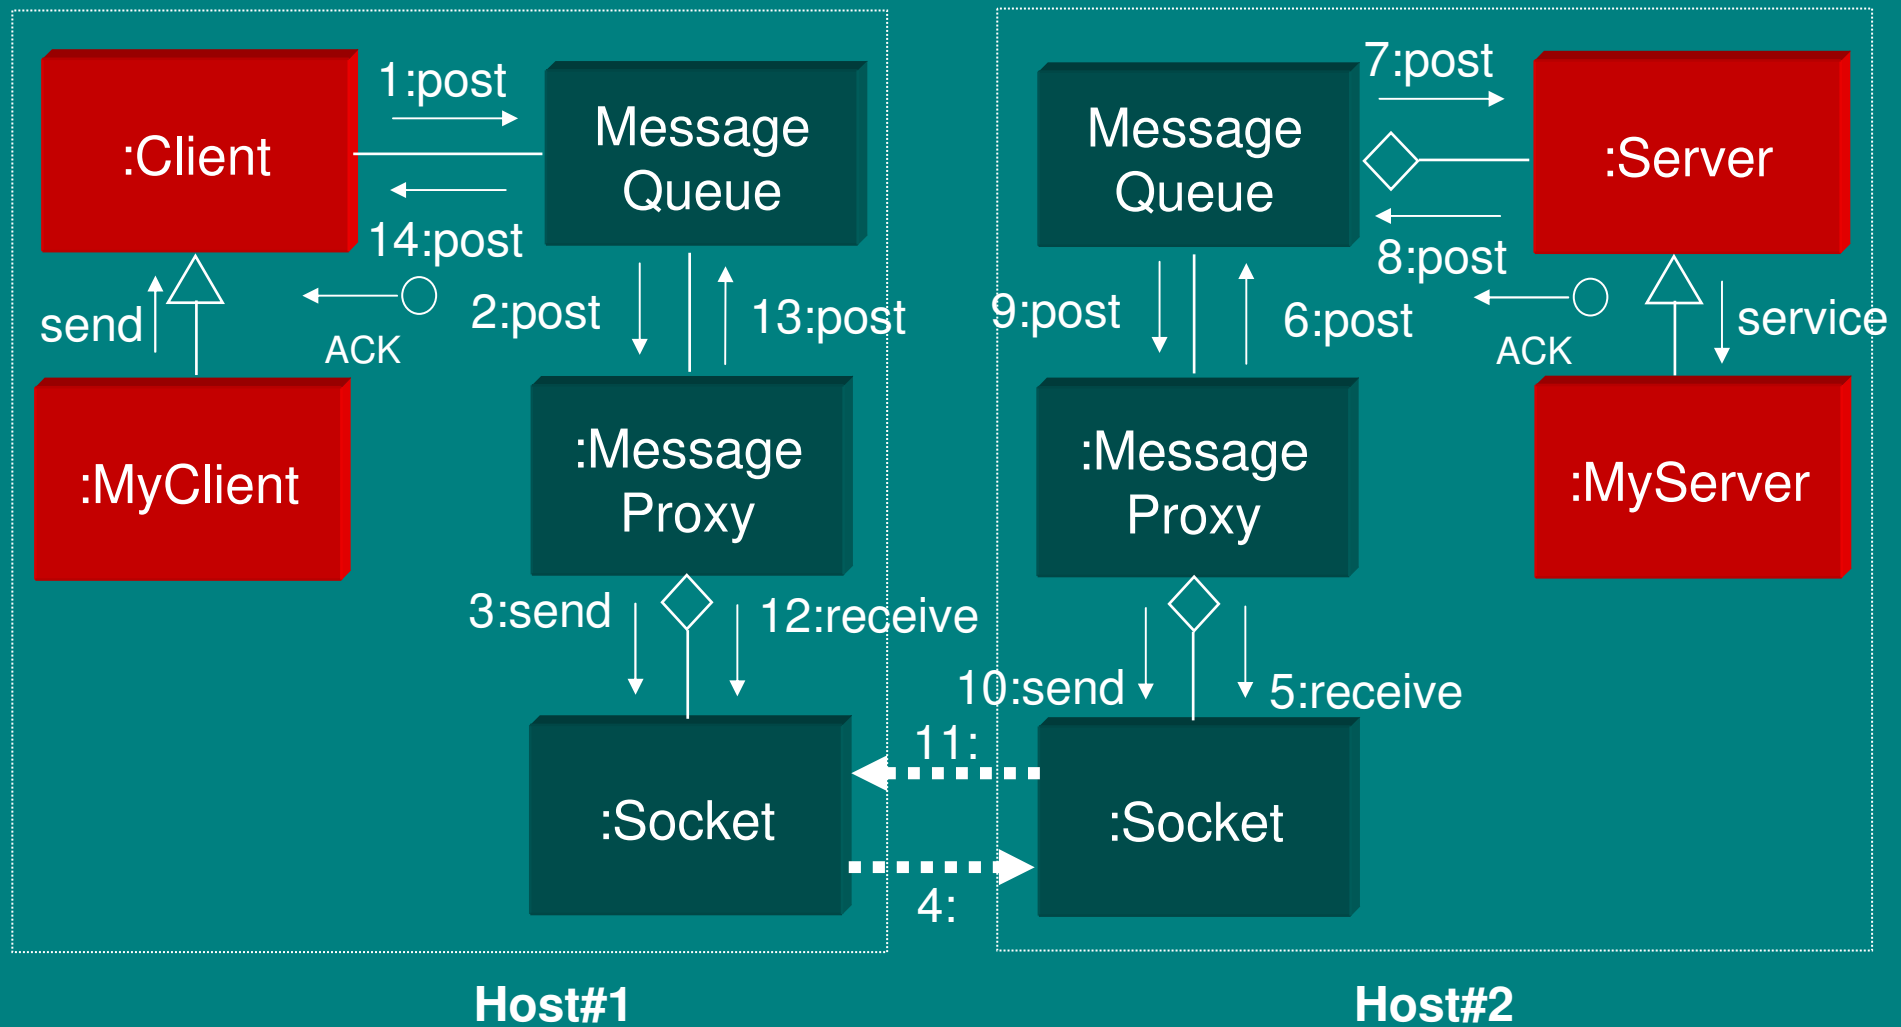 1:post
:Client
Message
Queue
14:post
send
ACK
2:post
13:post
:MyClient
:Message
Proxy
3:send
12:receive
:Socket
11:
4:
Host#1
7:post
Message
Queue
:Server
8:post
9:post
6:post
ACK
service
:Message
Proxy
:MyServer
10:send
5:receive
:Socket
Host#2